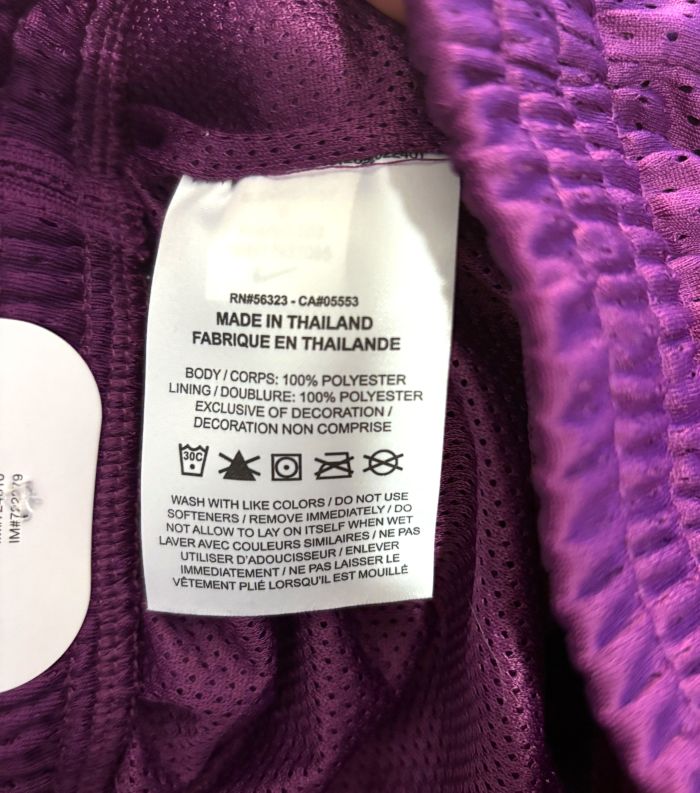 RN#56323 - CA#05553
MADE IN THAILAND
FABRIQUE EN THAILANDE
BODY / CORPS: 100% POLYESTER
LINING / DOUBLURE: 100% POLYESTER
EXCLUSIVE OF DECORATION /
DECORATION NON COMPRISE
30C
WASH WITH LIKE COLORS / DO NOT USE
SOFTENERS / REMOVE IMMEDIATELY / DO
NOT ALLOW TO LAY ON ITSELF WHEN WET
LAVER AVEC COULEURS SIMILAIRES / NE PAS
UTILISER D'ADOUCISSEUR / ENLEVER
IMMEDIATEMENT / NE PAS LAISSER LE
VÊTEMENT PLIÉ LORSQU'IL EST MOUILLÉ